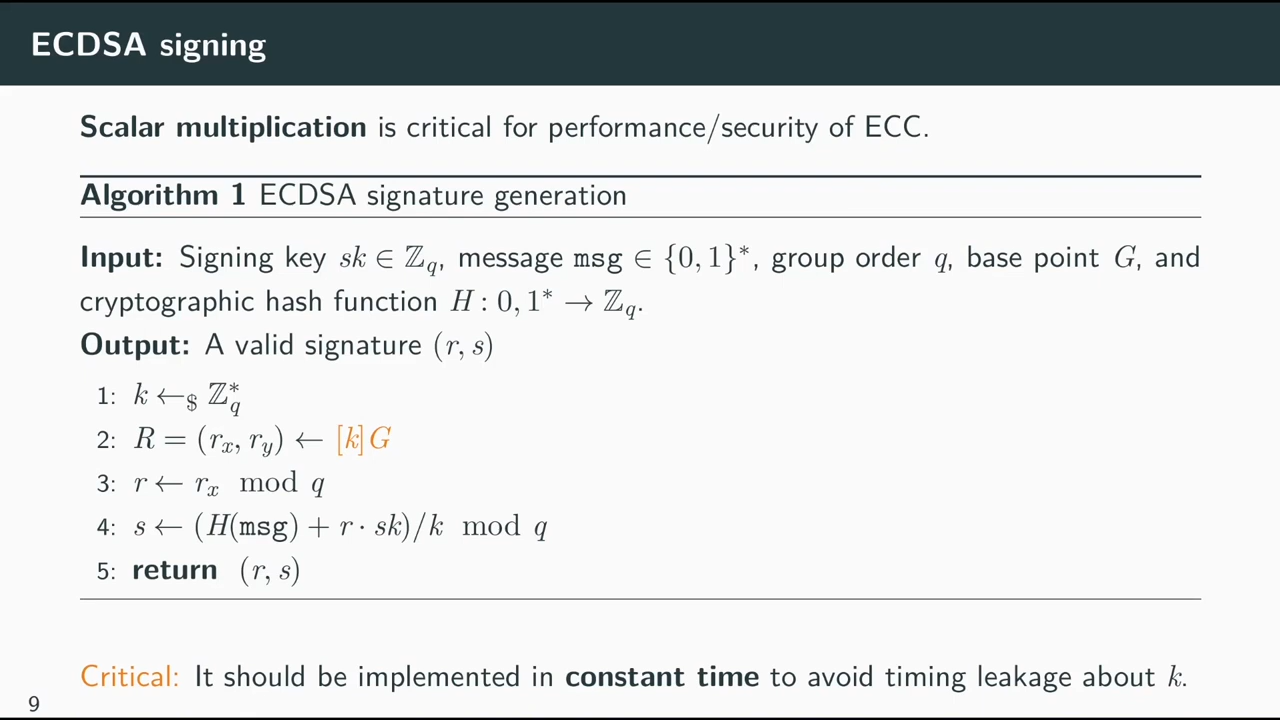 ECDSA signing
Scalar multiplication is critical for performance/security of ECC.
Algorithm 1 ECDSA signature generation
Input: Signing key sk ∈ ℤ_q, message msg ∈ {0, 1}*, group order q, base point G, and
cryptographic hash function H : 0, 1* → ℤ_q.
Output: A valid signature (r, s)
1: k ←_$ ℤ_q^*
2: R = (r_x, r_y) ← [k]G
3: r ← r_x mod q
4: s ← (H(msg) + r · sk)/k mod q
5: return (r, s)
Critical: It should be implemented in constant time to avoid timing leakage about k.
9